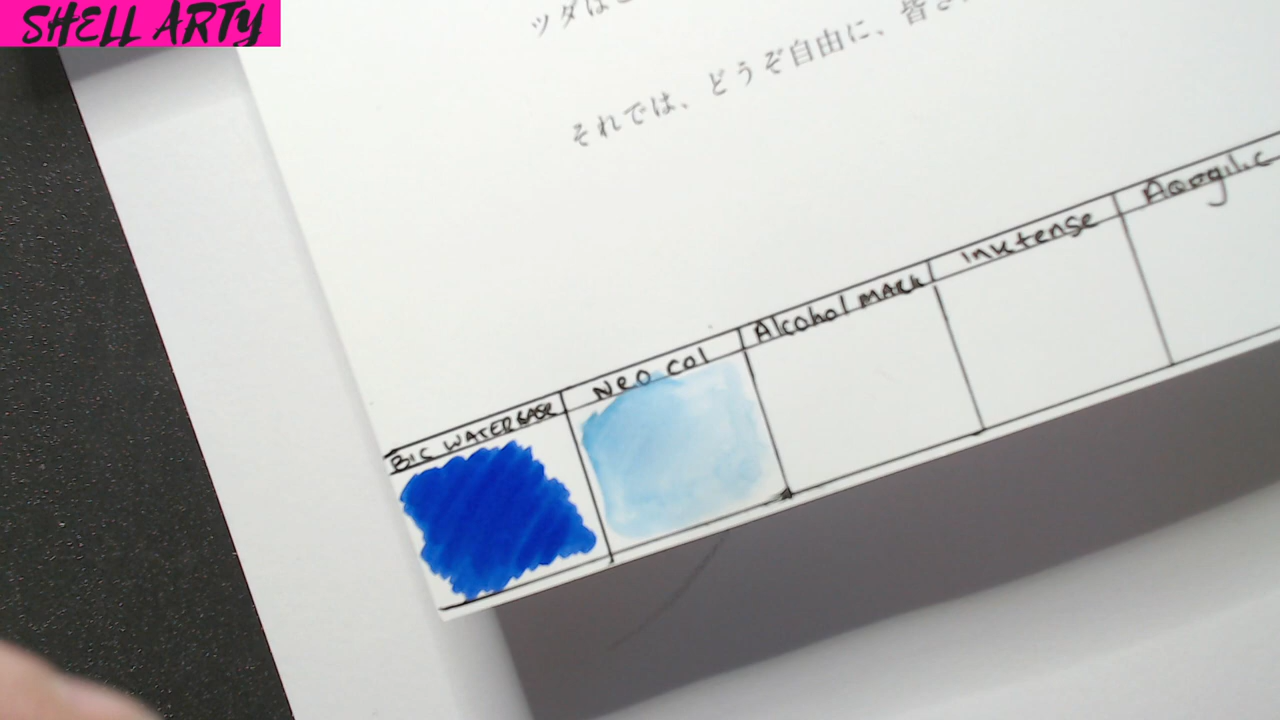 SHELL ARTY
ツダは
それでは、どうぞ自由に、皆さ
BIC WATERBASE
Neo Col
Alcohol MARK
inktense
Acrylic